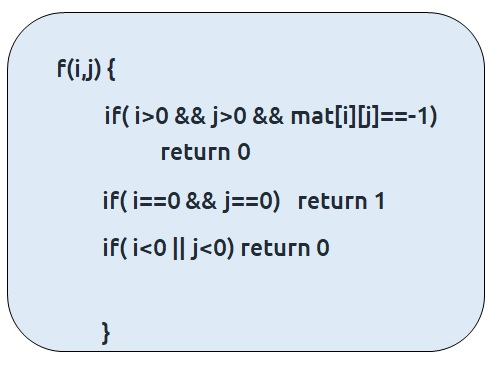 f(i,j) {
if( i>0 && j>0 && mat[i][j]==-1)
return 0
if( i==0 && j==0) return 1
if( i<0 || j<0) return 0
}